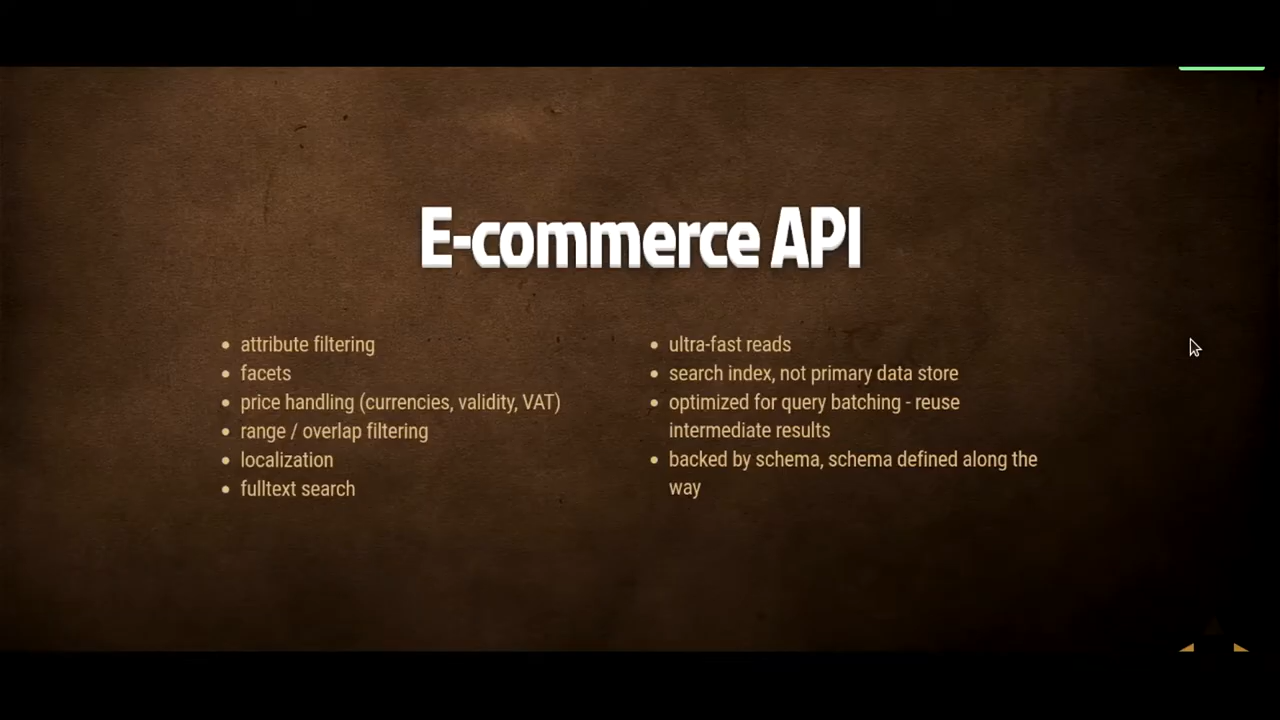 E-commerce API
attribute filtering
facets
price handling (currencies, validity, VAT)
range / overlap filtering
localization
fulltext search
ultra-fast reads
search index, not primary data store
optimized for query batching - reuse
intermediate results
backed by schema, schema defined along the
way